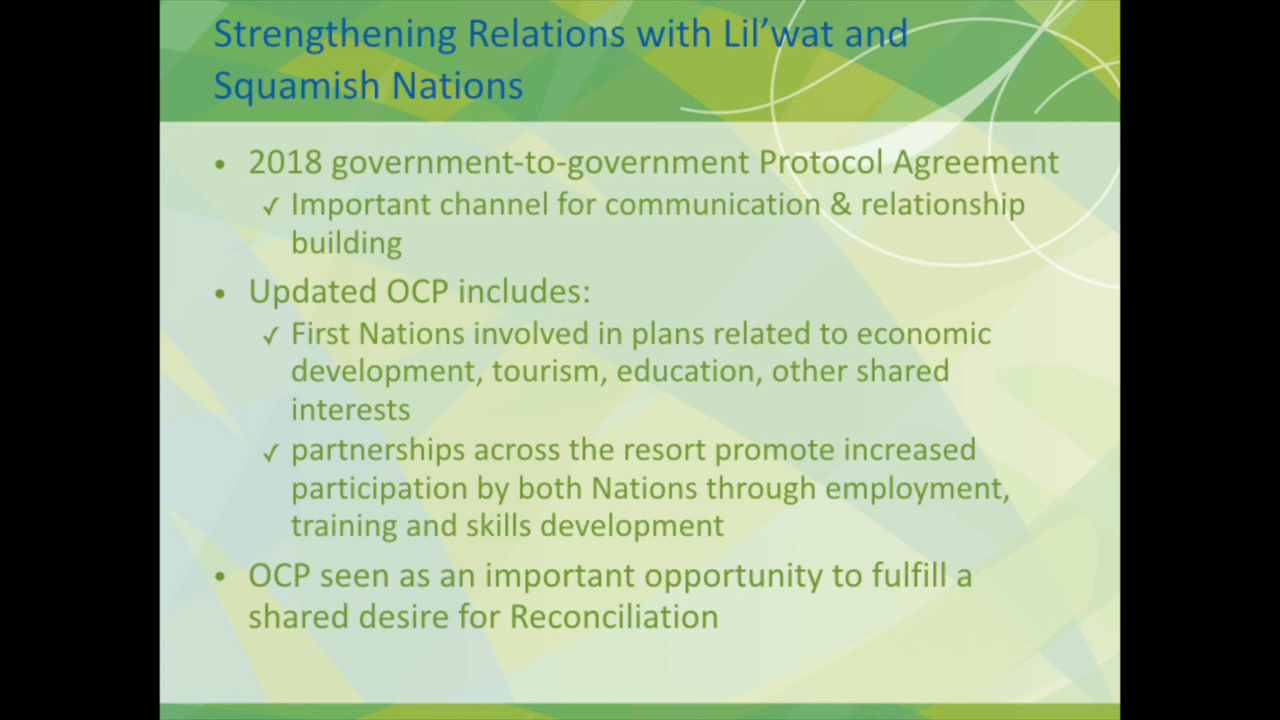 Strengthening Relations with Lil’wat and
Squamish Nations
• 2018 government-to-government Protocol Agreement
✓ Important channel for communication & relationship
building
• Updated OCP includes:
✓ First Nations involved in plans related to economic
development, tourism, education, other shared
interests
✓ partnerships across the resort promote increased
participation by both Nations through employment,
training and skills development
• OCP seen as an important opportunity to fulfill a
shared desire for Reconciliation